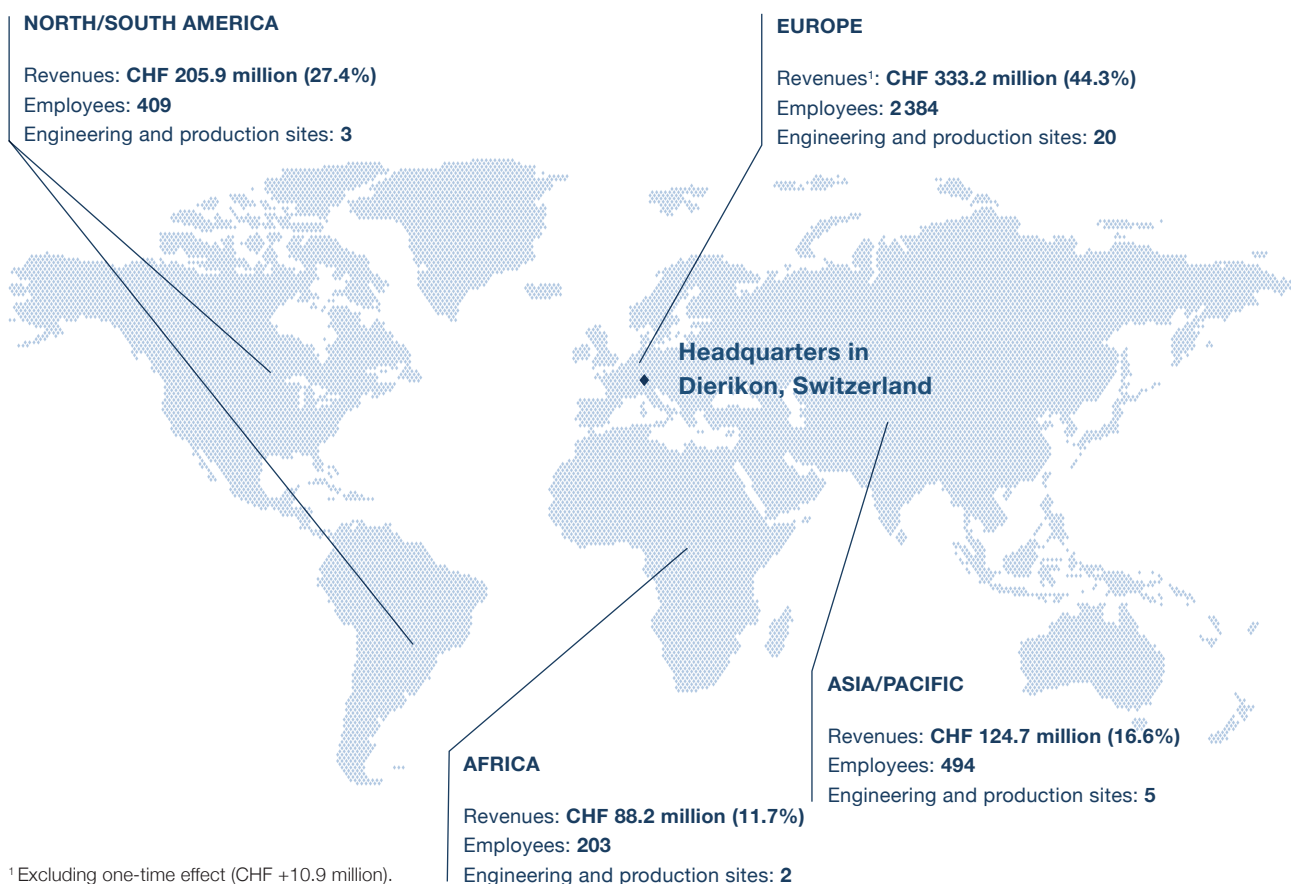 NORTH/SOUTH AMERICA
Revenues: CHF 205.9 million (27.4%)
Employees: 409
Engineering and production sites: 3
EUROPE
Revenues¹: CHF 333.2 million (44.3%)
Employees: 2 384
Engineering and production sites: 20
Headquarters in
Dierikon, Switzerland
ASIA/PACIFIC
Revenues: CHF 124.7 million (16.6%)
Employees: 494
Engineering and production sites: 5
AFRICA
Revenues: CHF 88.2 million (11.7%)
Employees: 203
Engineering and production sites: 2
¹ Excluding one-time effect (CHF +10.9 million).